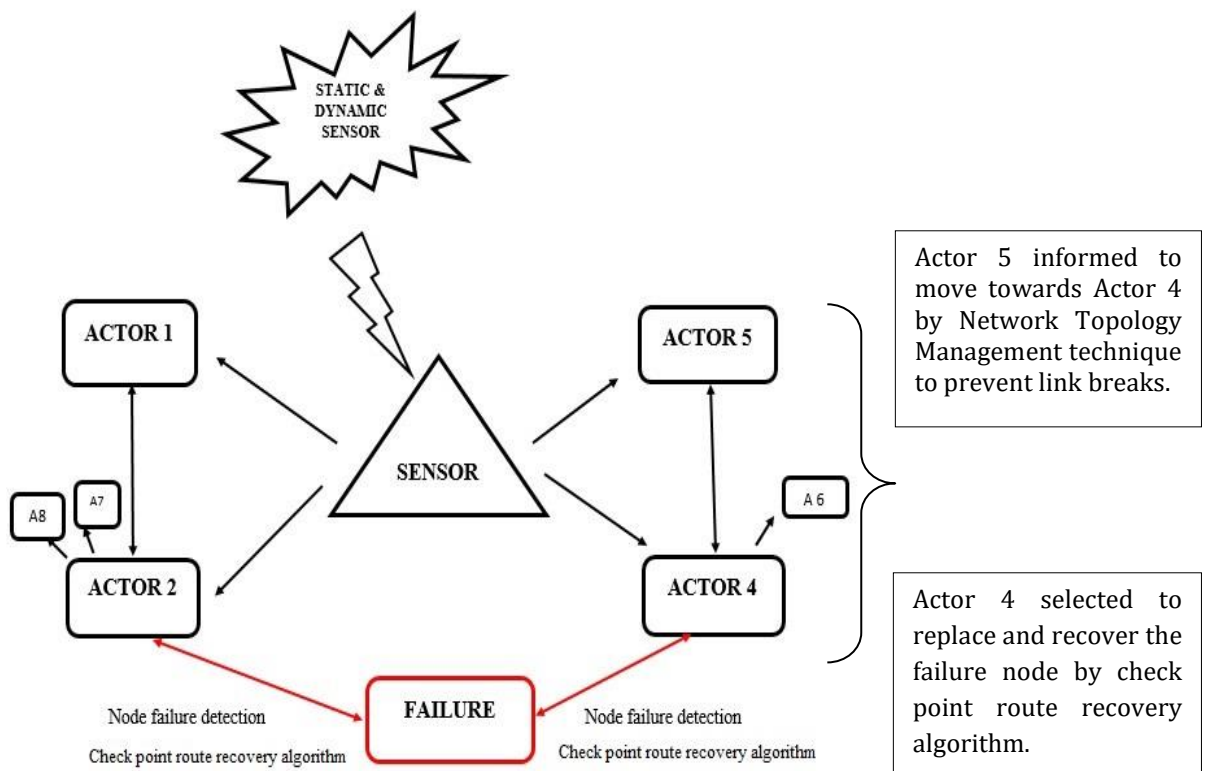 STATIC &
DYNAMIC
SENSOR
ACTOR 1
ACTOR 5
Actor 5 informed to
move towards Actor 4
by Network Topology
Management technique
to prevent link breaks.
SENSOR
A8
A7
A 6
ACTOR 2
ACTOR 4
Actor 4 selected to
replace and recover the
failure node by check
point route recovery
algorithm.
FAILURE
Node failure detection
Check point route recovery algorithm
Node failure detection
Check point route recovery algorithm